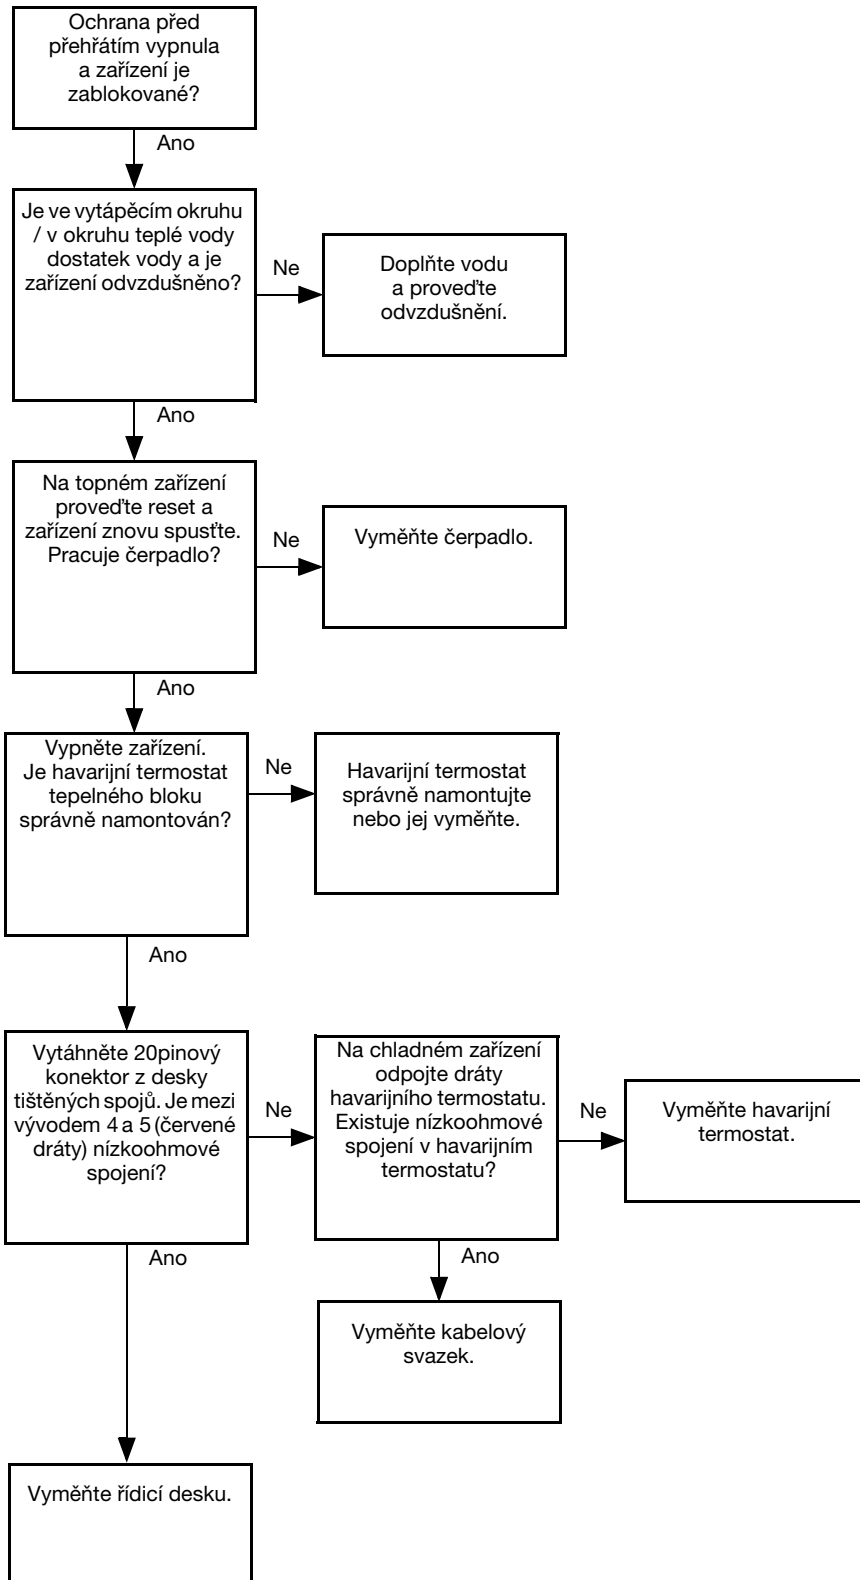 Ochrana před
přehřátím vypnula
a zařízení je
zablokované?
Ano
Je ve vytápěcím okruhu
/ v okruhu teplé vody
dostatek vody a je
zařízení odvzdušněno?
Ne
Doplňte vodu
a proveďte
odvzdušnění.
Ano
Na topném zařízení
proveďte reset a
zařízení znovu spusťte.
Pracuje čerpadlo?
Ne
Vyměňte čerpadlo.
Ano
Vypněte zařízení.
Je havarijní termostat
tepelného bloku
správně namontován?
Ne
Havarijní termostat
správně namontujte
nebo jej vyměňte.
Ano
Vytáhněte 20pinový
konektor z desky
tištěných spojů. Je mezi
vývodem 4 a 5 (červené
dráty) nízkoohmové
spojení?
Ne
Na chladném zařízení
odpojte dráty
havarijního termostatu.
Existuje nízkoohmové
spojení v havarijním
termostatu?
Ne
Vyměňte havarijní
termostat.
Ano
Ano
Vyměňte kabelový
svazek.
Vyměňte řídicí desku.